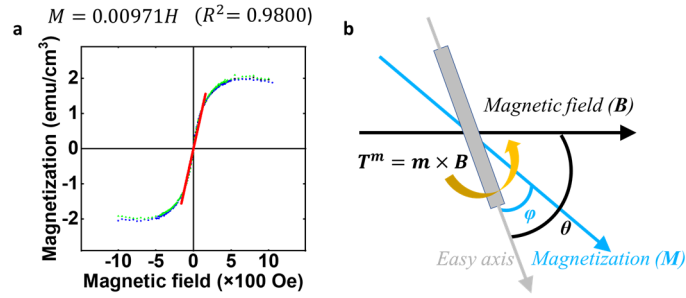 M = 0.00971H (R² = 0.9800)
a
Magnetization (emu/cm³)
2
1
0
-1
-2
-10 -5 0 5 10
Magnetic field (×100 Oe)
b
Magnetic field (B)
Tᵐ = m × B
φ
θ
Easy axis
Magnetization (M)